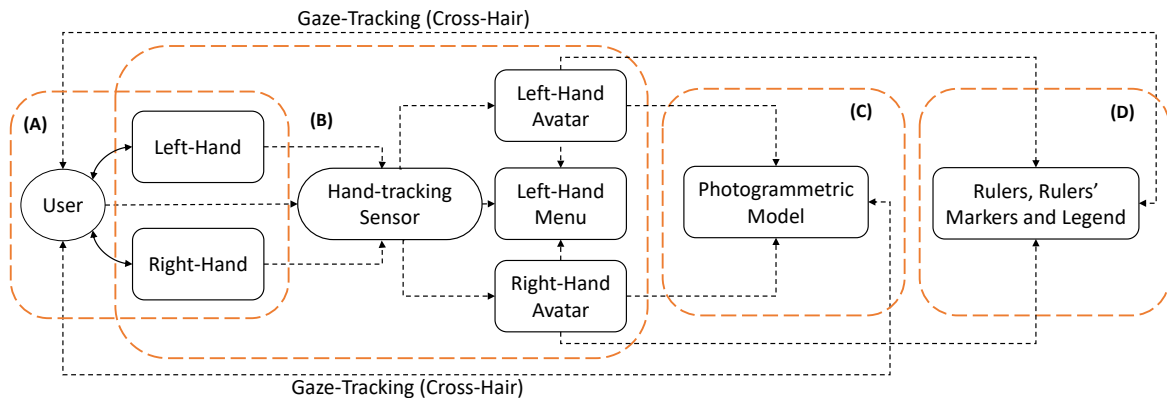 Gaze-Tracking (Cross-Hair)
(A)
(B)
(C)
(D)
Left-Hand
User
Right-Hand
Hand-tracking
Sensor
Left-Hand
Avatar
Left-Hand
Menu
Right-Hand
Avatar
Photogrammetric
Model
Rulers, Rulers’
Markers and Legend
Gaze-Tracking (Cross-Hair)